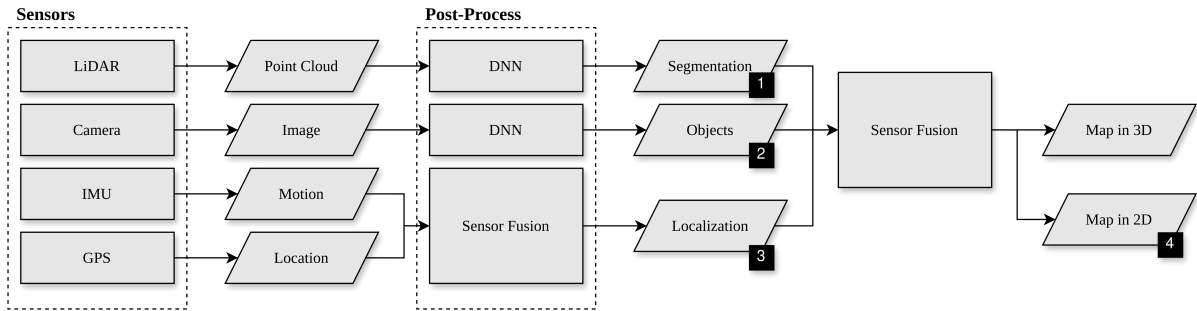 Sensors
Post-Process
LiDAR
Point Cloud
DNN
Segmentation
1
Camera
Image
DNN
Objects
2
Sensor Fusion
Map in 3D
IMU
Motion
Sensor Fusion
Localization
3
Map in 2D
4
GPS
Location